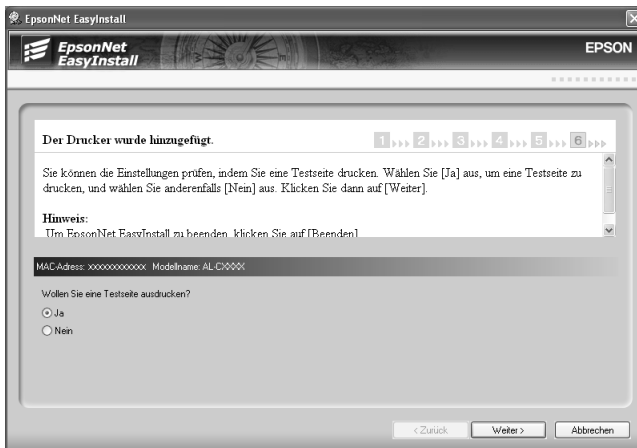 EpsonNet EasyInstall
EpsonNet
EasyInstall
EPSON
Der Drucker wurde hinzugefügt.
1 2 3 4 5 6
Sie können die Einstellungen prüfen, indem Sie eine Testseite drucken. Wählen Sie [Ja] aus, um eine Testseite zu
drucken, und wählen Sie anderenfalls [Nein] aus. Klicken Sie dann auf [Weiter].
Hinweis:
Um EpsonNet EasyInstall zu beenden, klicken Sie auf [Beenden]
MAC-Adress: xxxxxxxxxxxx Modellname: AL-CXXXX
Wollen Sie eine Testseite ausdrucken?
Ja
Nein
< Zurück Weiter > Abbrechen